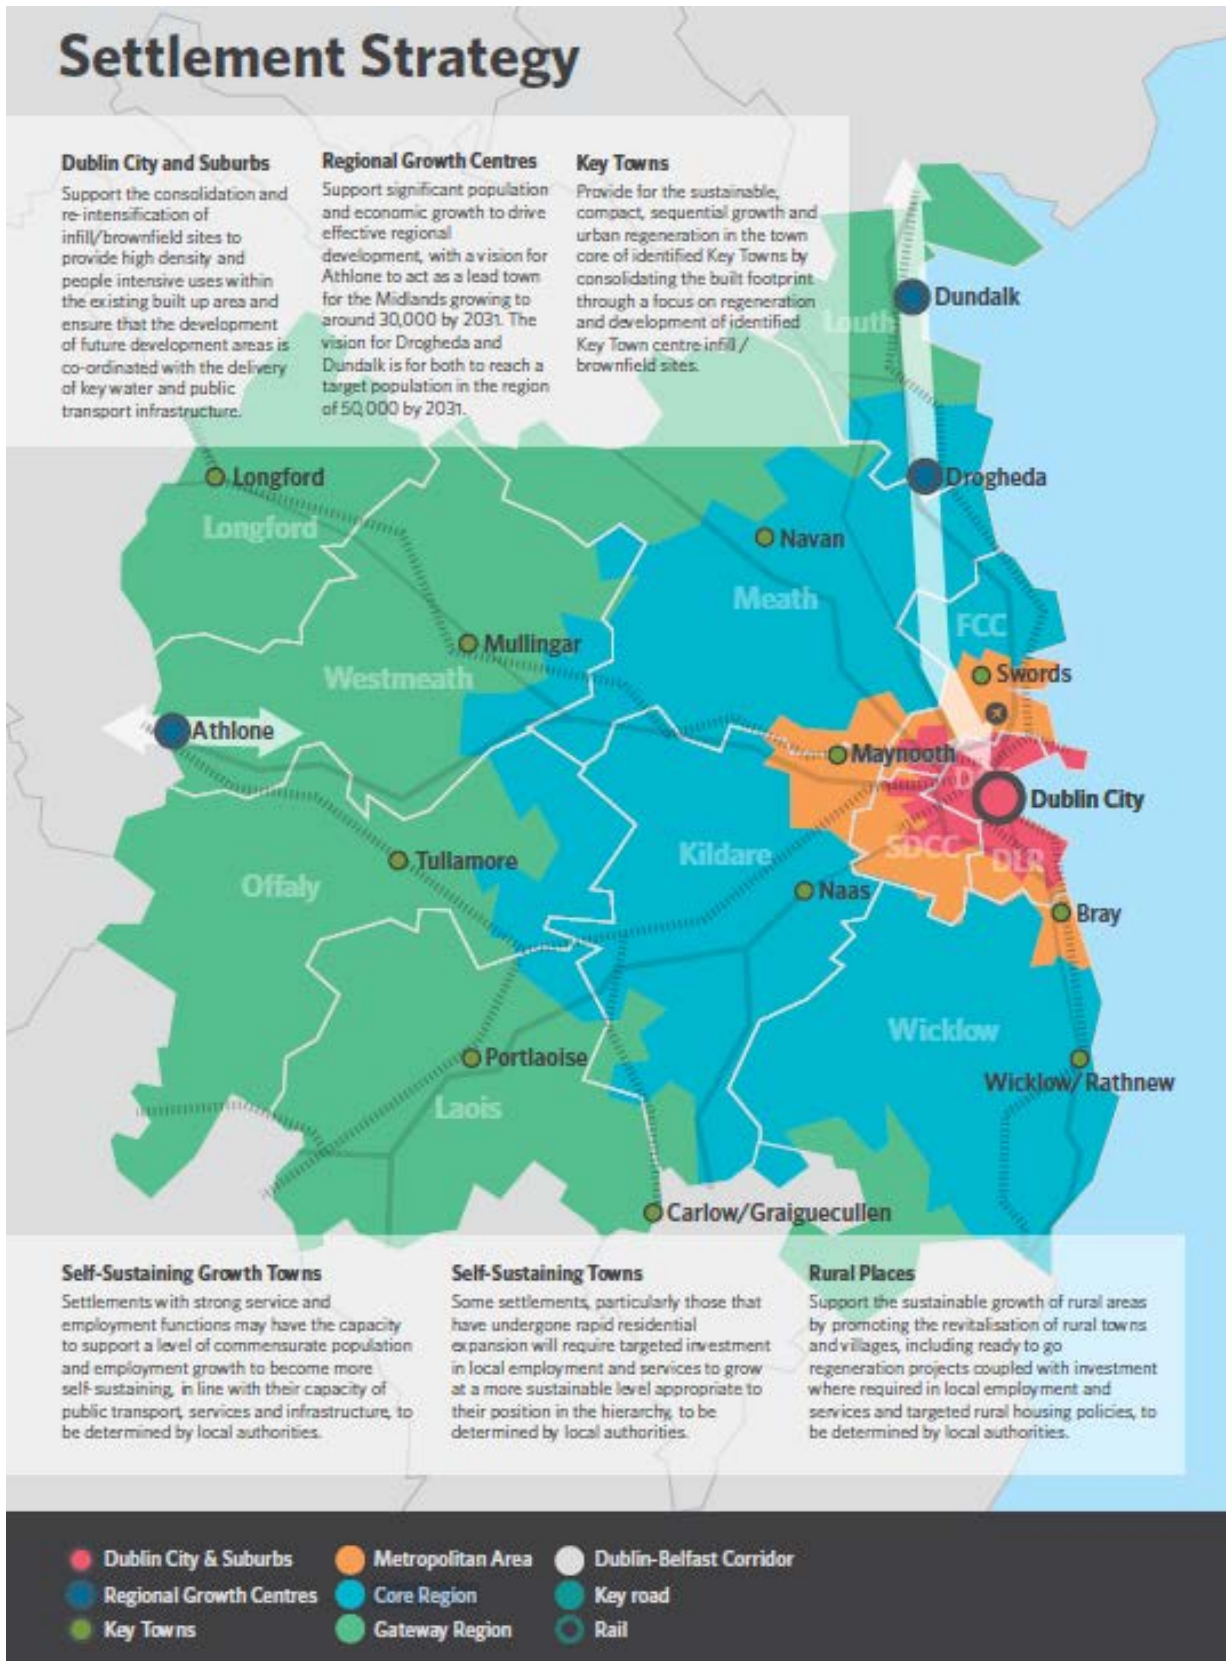 Settlement Strategy
Dublin City and Suburbs
Support the consolidation and
re-intensification of
infill/brownfield sites to
provide high density and
people intensive uses within
the existing built up area and
ensure that the development
of future development areas is
co-ordinated with the delivery
of key water and public
transport infrastructure.
Regional Growth Centres
Support significant population
and economic growth to drive
effective regional
development, with a vision for
Athlone to act as a lead town
for the Midlands growing to
around 30,000 by 2031. The
vision for Drogheda and
Dundalk is for both to reach a
target population in the region
of 50,000 by 2031.
Key Towns
Provide for the sustainable,
compact, sequential growth and
urban regeneration in the town
core of identified Key Towns by
consolidating the built footprint
through a focus on regeneration
and development of identified
Key Town centre infill /
brownfield sites.
Dundalk
Louth
Longford
Drogheda
Longford
Navan
Meath
FCC
Mullingar
Swords
Westmeath
Athlone
Maynooth
Dublin City
Kildare
SDCC
DLR
Tullamore
Offaly
Naas
Bray
Wicklow
Portlaoise
Wicklow/Rathnew
Laois
Carlow/Graiguecullen
Self-Sustaining Growth Towns
Settlements with strong service and
employment functions may have the capacity
to support a level of commensurate population
and employment growth to become more
self-sustaining, in line with their capacity of
public transport, services and infrastructure, to
be determined by local authorities.
Self-Sustaining Towns
Some settlements, particularly those that
have undergone rapid residential
expansion will require targeted investment
in local employment and services to grow
at a more sustainable level appropriate to
their position in the hierarchy, to be
determined by local authorities.
Rural Places
Support the sustainable growth of rural areas
by promoting the revitalisation of rural towns
and villages, including ready to go
regeneration projects coupled with investment
where required in local employment and
services and targeted rural housing policies, to
be determined by local authorities.
Dublin City & Suburbs
Regional Growth Centres
Key Towns
Metropolitan Area
Core Region
Gateway Region
Dublin-Belfast Corridor
Key road
Rail